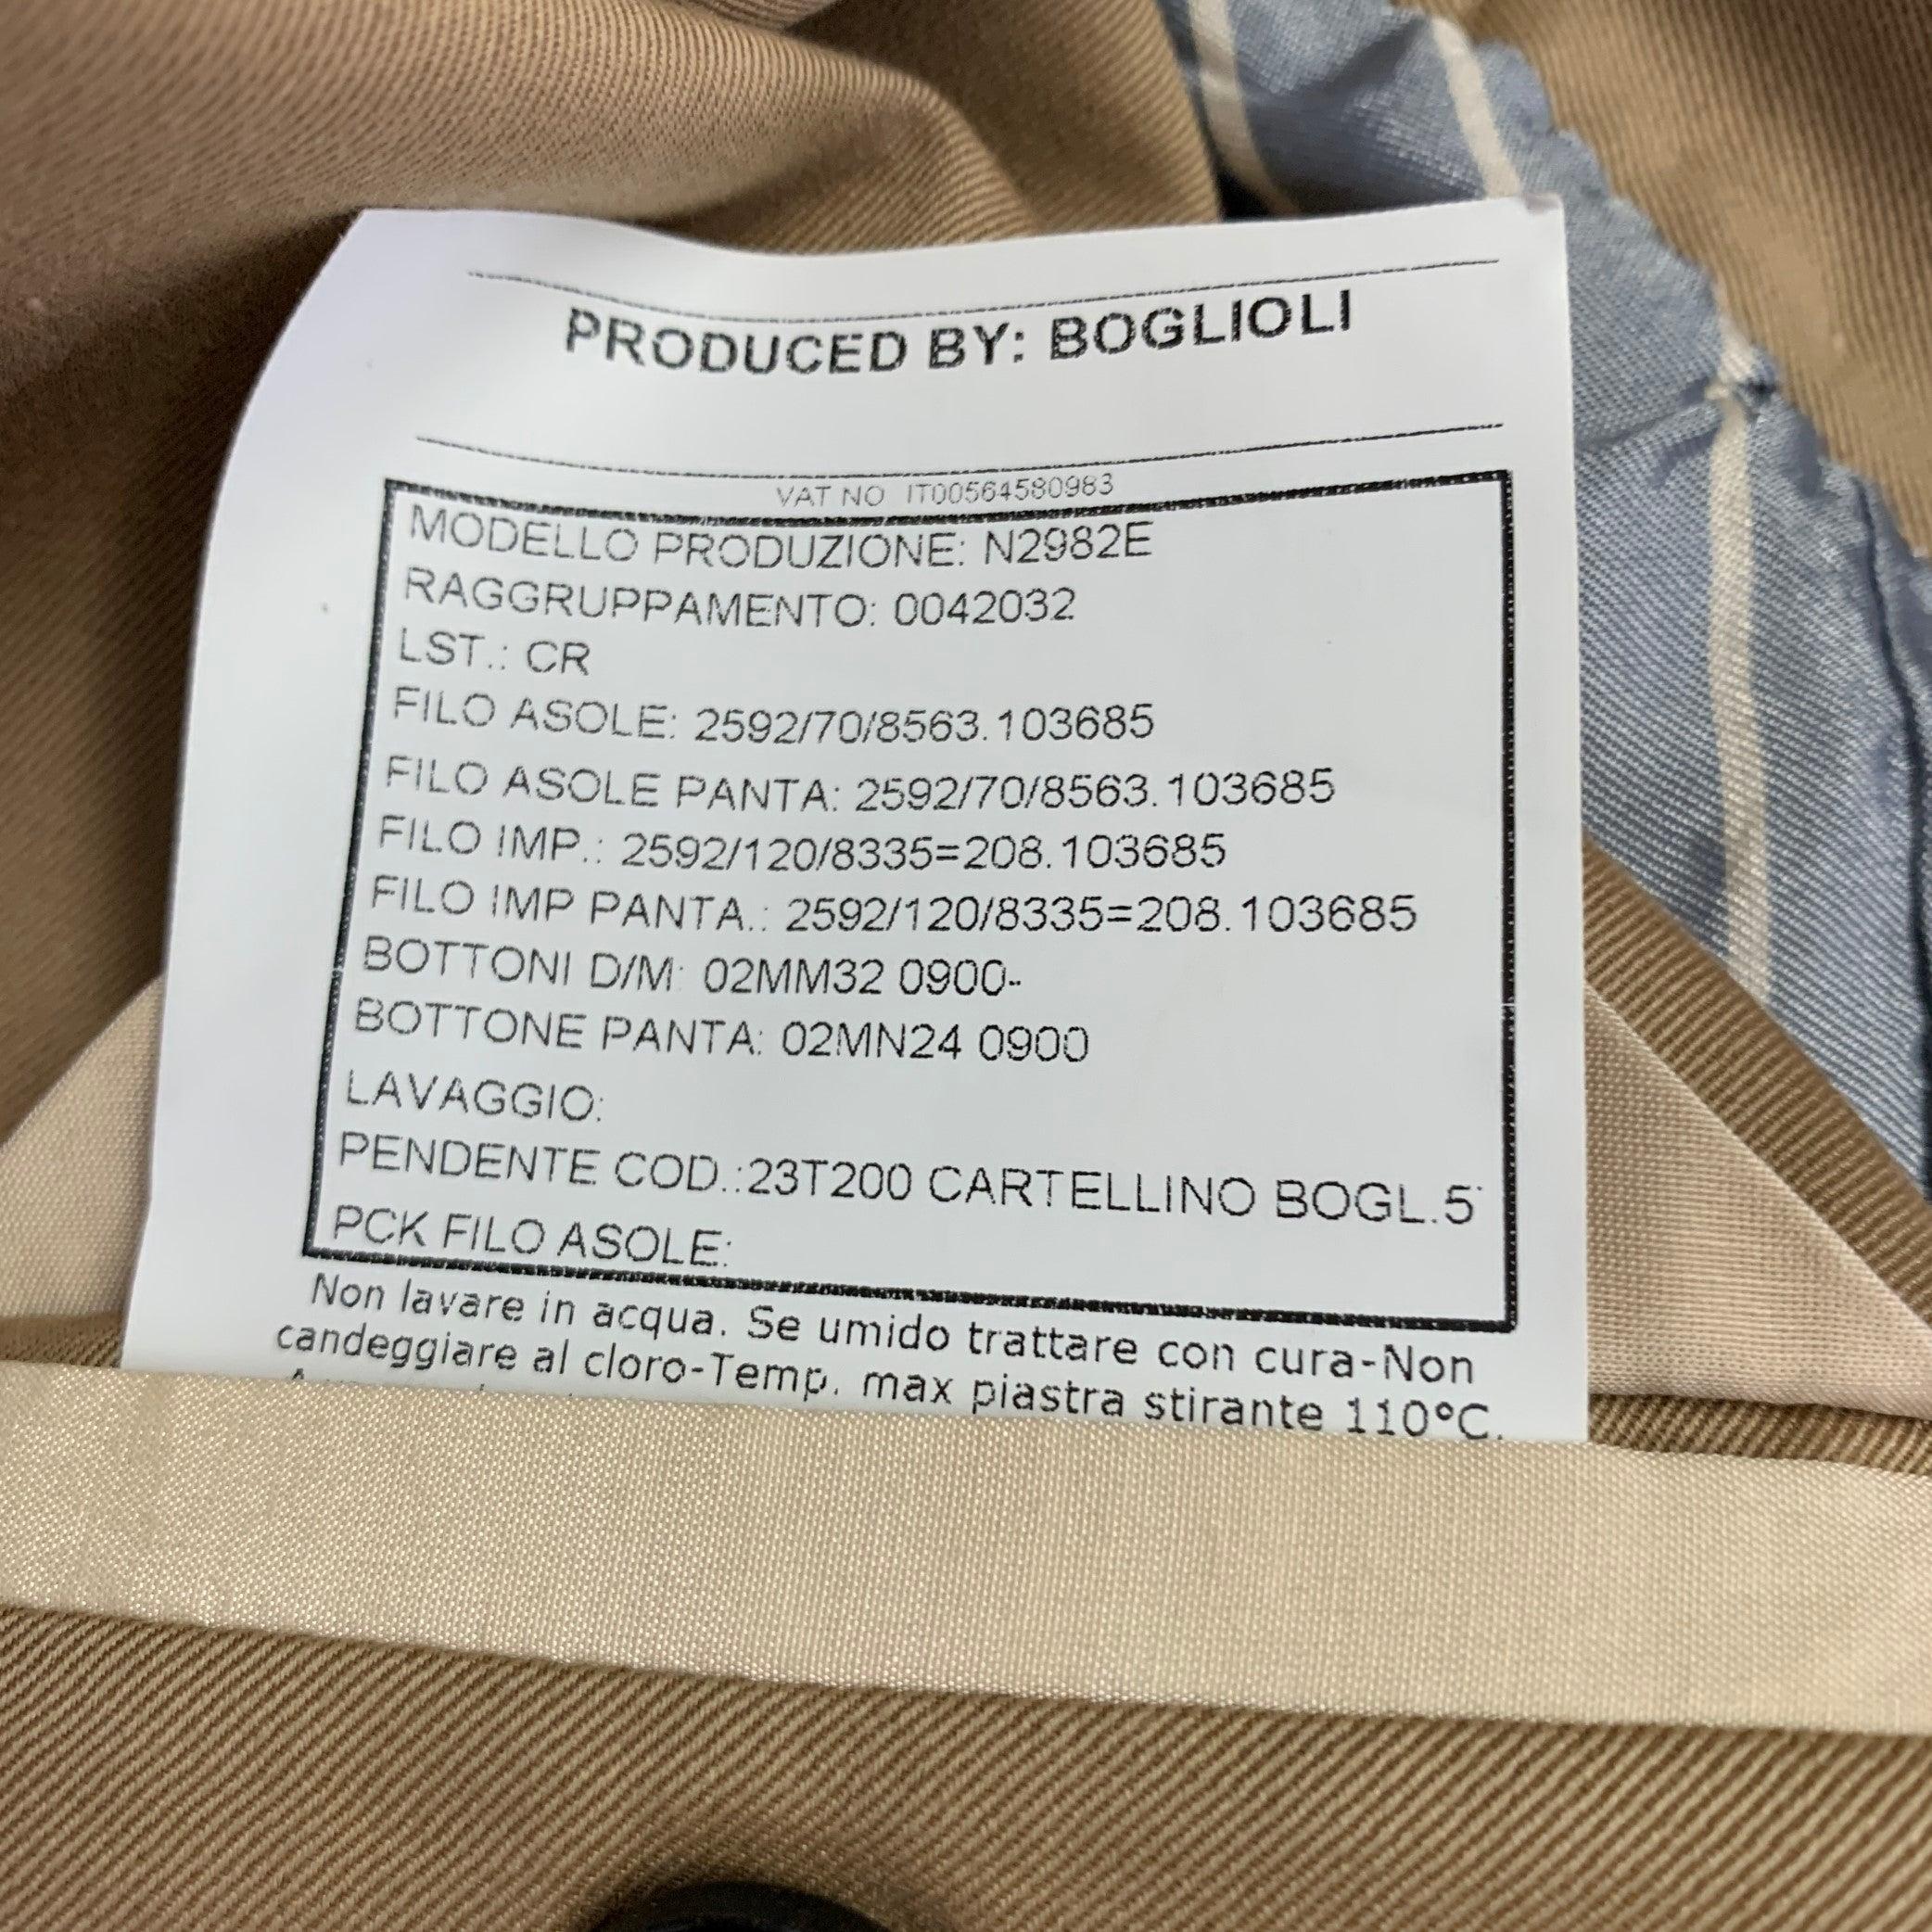 PRODUCED BY: BOGLIOLI
VAT NO IT00564580983
MODELLO PRODUZIONE: N2982E
RAGGRUPPAMENTO: 0042032
LST.: CR
FILO ASOLE: 2592/70/8563.103685
FILO ASOLE PANTA: 2592/70/8563.103685
FILO IMP.: 2592/120/8335=208.103685
FILO IMP PANTA.: 2592/120/8335=208.103685
BOTTONI D/M: 02MM32 0900-
BOTTONE PANTA: 02MN24 0900
LAVAGGIO:
PENDENTE COD.:23T200 CARTELLINO BOGL.5
PCK FILO ASOLE:
Non lavare in acqua. Se umido trattare con cura-Non
candeggiare al cloro-Temp. max piastra stirante 110°C.